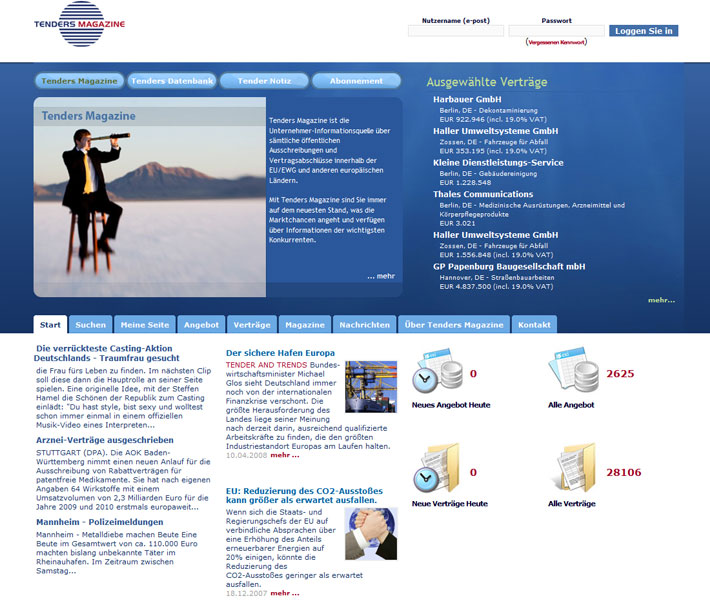 TENDERS MAGAZINE
Nutzername (e-post)
Passwort
Loggen Sie in
(Vergessenen Kennwort)
Tenders Magazine
Tenders Datenbank
Tender Notiz
Abonnement
Tenders Magazine
Tenders Magazine ist die
Unternehmer-Informationsquelle über
sämtliche öffentlichen
Ausschreibungen und
Vertragsabschlüsse innerhalb der
EU/EWG und anderen europäischen
Ländern.
Mit Tenders Magazine sind Sie immer
auf dem neuesten Stand, was die
Marktchancen angeht und verfügen
über Informationen der wichtigsten
Konkurrenten.
... mehr
Ausgewählte Verträge
Harbauer GmbH
Berlin, DE - Dekontaminierung
EUR 922.946 (incl. 19.0% VAT)
Haller Umweltsysteme GmbH
Zossen, DE - Fahrzeuge für Abfall
EUR 353.195 (incl. 19.0% VAT)
Kleine Dienstleistungs-Service
Berlin, DE - Gebäudereinigung
EUR 1.228.548
Thales Communications
Berlin, DE - Medizinische Ausrüstungen, Arzneimittel und
Körperpflegeprodukte
EUR 3.021
Haller Umweltsysteme GmbH
Zossen, DE - Fahrzeuge für Abfall
EUR 1.556.848 (incl. 19.0% VAT)
GP Papenburg Baugesellschaft mbH
Hannover, DE - Straßenbauarbeiten
EUR 4.837.500 (incl. 19.0% VAT)
mehr...
Start
Suchen
Meine Seite
Angebot
Verträge
Magazine
Nachrichten
Über Tenders Magazine
Kontakt
Die verrückteste Casting-Aktion
Deutschlands - Traumfrau gesucht
die Frau fürs Leben zu finden. Im nächsten Clip
soll diese dann die Hauptrolle an seiner Seite
spielen. Eine originelle Idee, mit der Steffen
Hamel die Schönen der Republik zum Casting
einlädt: "Du hast style, bist sexy und wolltest
schon immer einmal in einem offiziellen
Musik-Video eines Interpreten...
Arznei-Verträge ausgeschrieben
STUTTGART (DPA). Die AOK Baden-
Württemberg nimmt einen neuen Anlauf für die
Ausschreibung von Rabattverträgen für
patentfreie Medikamente. Sie hat nach eigenen
Angaben 64 Wirkstoffe mit einem
Umsatzvolumen von 2,3 Milliarden Euro für die
Jahre 2009 und 2010 erstmals europaweit...
Mannheim - Polizeimeldungen
Mannheim - Metalldiebe machen Beute Eine
Beute im Gesamtwert von ca. 110.000 Euro
machten bislang unbekannte Täter im
Rheinauhafen. Im Zeitraum zwischen
Samstag...
Der sichere Hafen Europa
TENDER AND TRENDS Bundes-
wirtschaftsminister Michael
Glos sieht Deutschland immer
noch von der internationalen
Finanzkrise verschont. Die
größte Herausforderung des
Landes liege seiner Meinung
nach derzeit darin, ausreichend qualifizierte
Arbeitskräfte zu finden, die den größten
Industriestandort Europas am Laufen halten.
10.04.2008 mehr ...
EU: Reduzierung des CO2-Ausstoßes
kann größer als erwartet ausfallen.
Wenn sich die Staats- und
Regierungschefs der EU auf
verbindliche Absprachen über
eine Erhöhung des Anteils
erneuerbarer Energien auf
20% einigen, könnte die
Reduzierung des
CO2-Ausstoßes geringer als erwartet
ausfallen.
18.12.2007 mehr ...
0
Neues Angebot Heute
2625
Alle Angebot
0
Neue Verträge Heute
28106
Alle Verträge